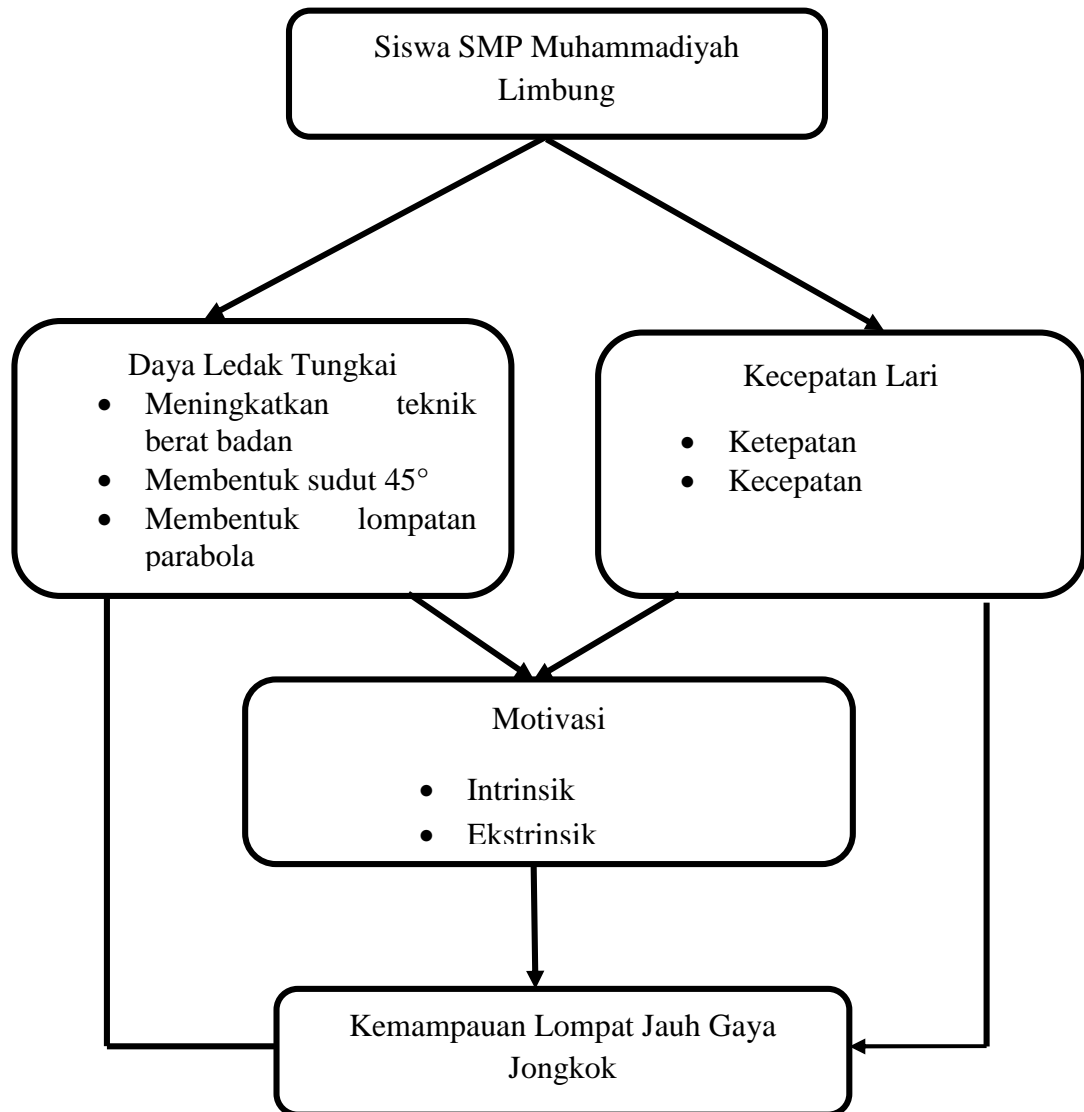 Siswa SMP Muhammadiyah
Limbung
Daya Ledak Tungkai
• Meningkatkan teknik
berat badan
• Membentuk sudut 45°
• Membentuk lompatan
parabola
Kecepatan Lari
• Ketepatan
• Kecepatan
Motivasi
• Intrinsik
• Ekstrinsik
Kemampauan Lompat Jauh Gaya
Jongkok